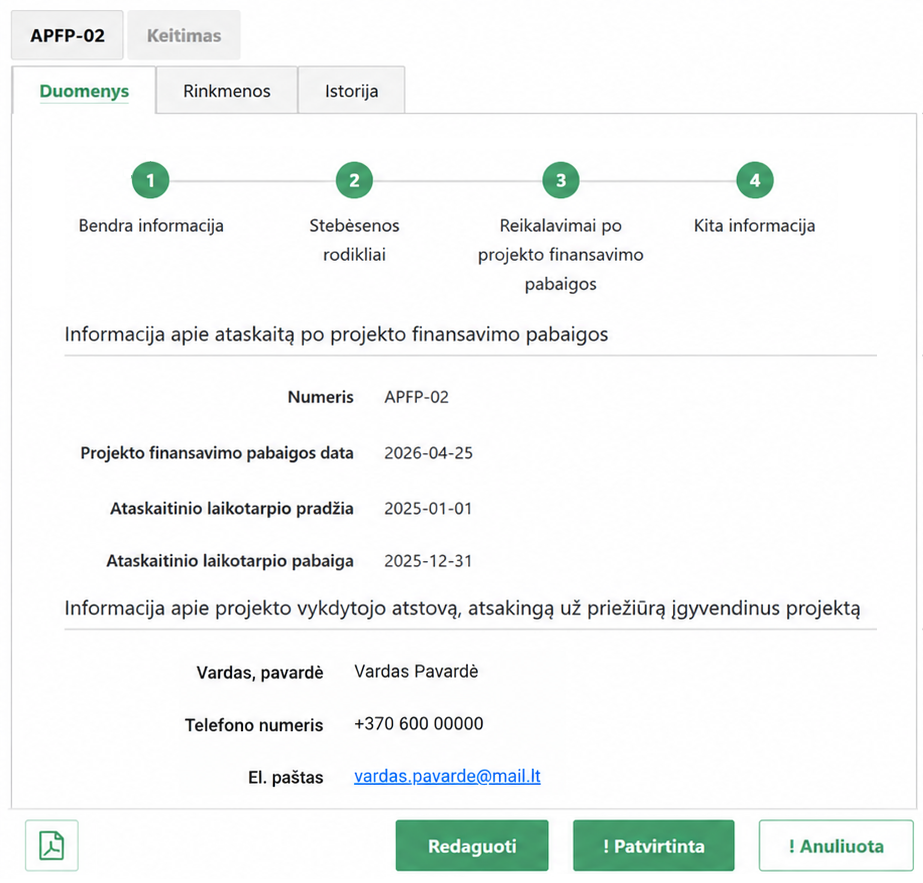 APFP-02 Keitimas
Duomenys Rinkmenos Istorija
1 2 3 4
Bendra informacija Stebėsenos Reikalavimai po Kita informacija
rodikliai projekto finansavimo
pabaigos
Informacija apie ataskaitą po projekto finansavimo pabaigos
Numeris APFP-02
Projekto finansavimo pabaigos data 2026-04-25
Ataskaitinio laikotarpio pradžia 2025-01-01
Ataskaitinio laikotarpio pabaiga 2025-12-31
Informacija apie projekto vykdytojo atstovą, atsakingą už priežiūrą įgyvendinus projektą
Vardas, pavardė Vardas Pavardė
Telefono numeris +370 600 00000
El. paštas vardas.pavarde@mail.lt
Redaguoti ! Patvirtinta ! Anuliuota